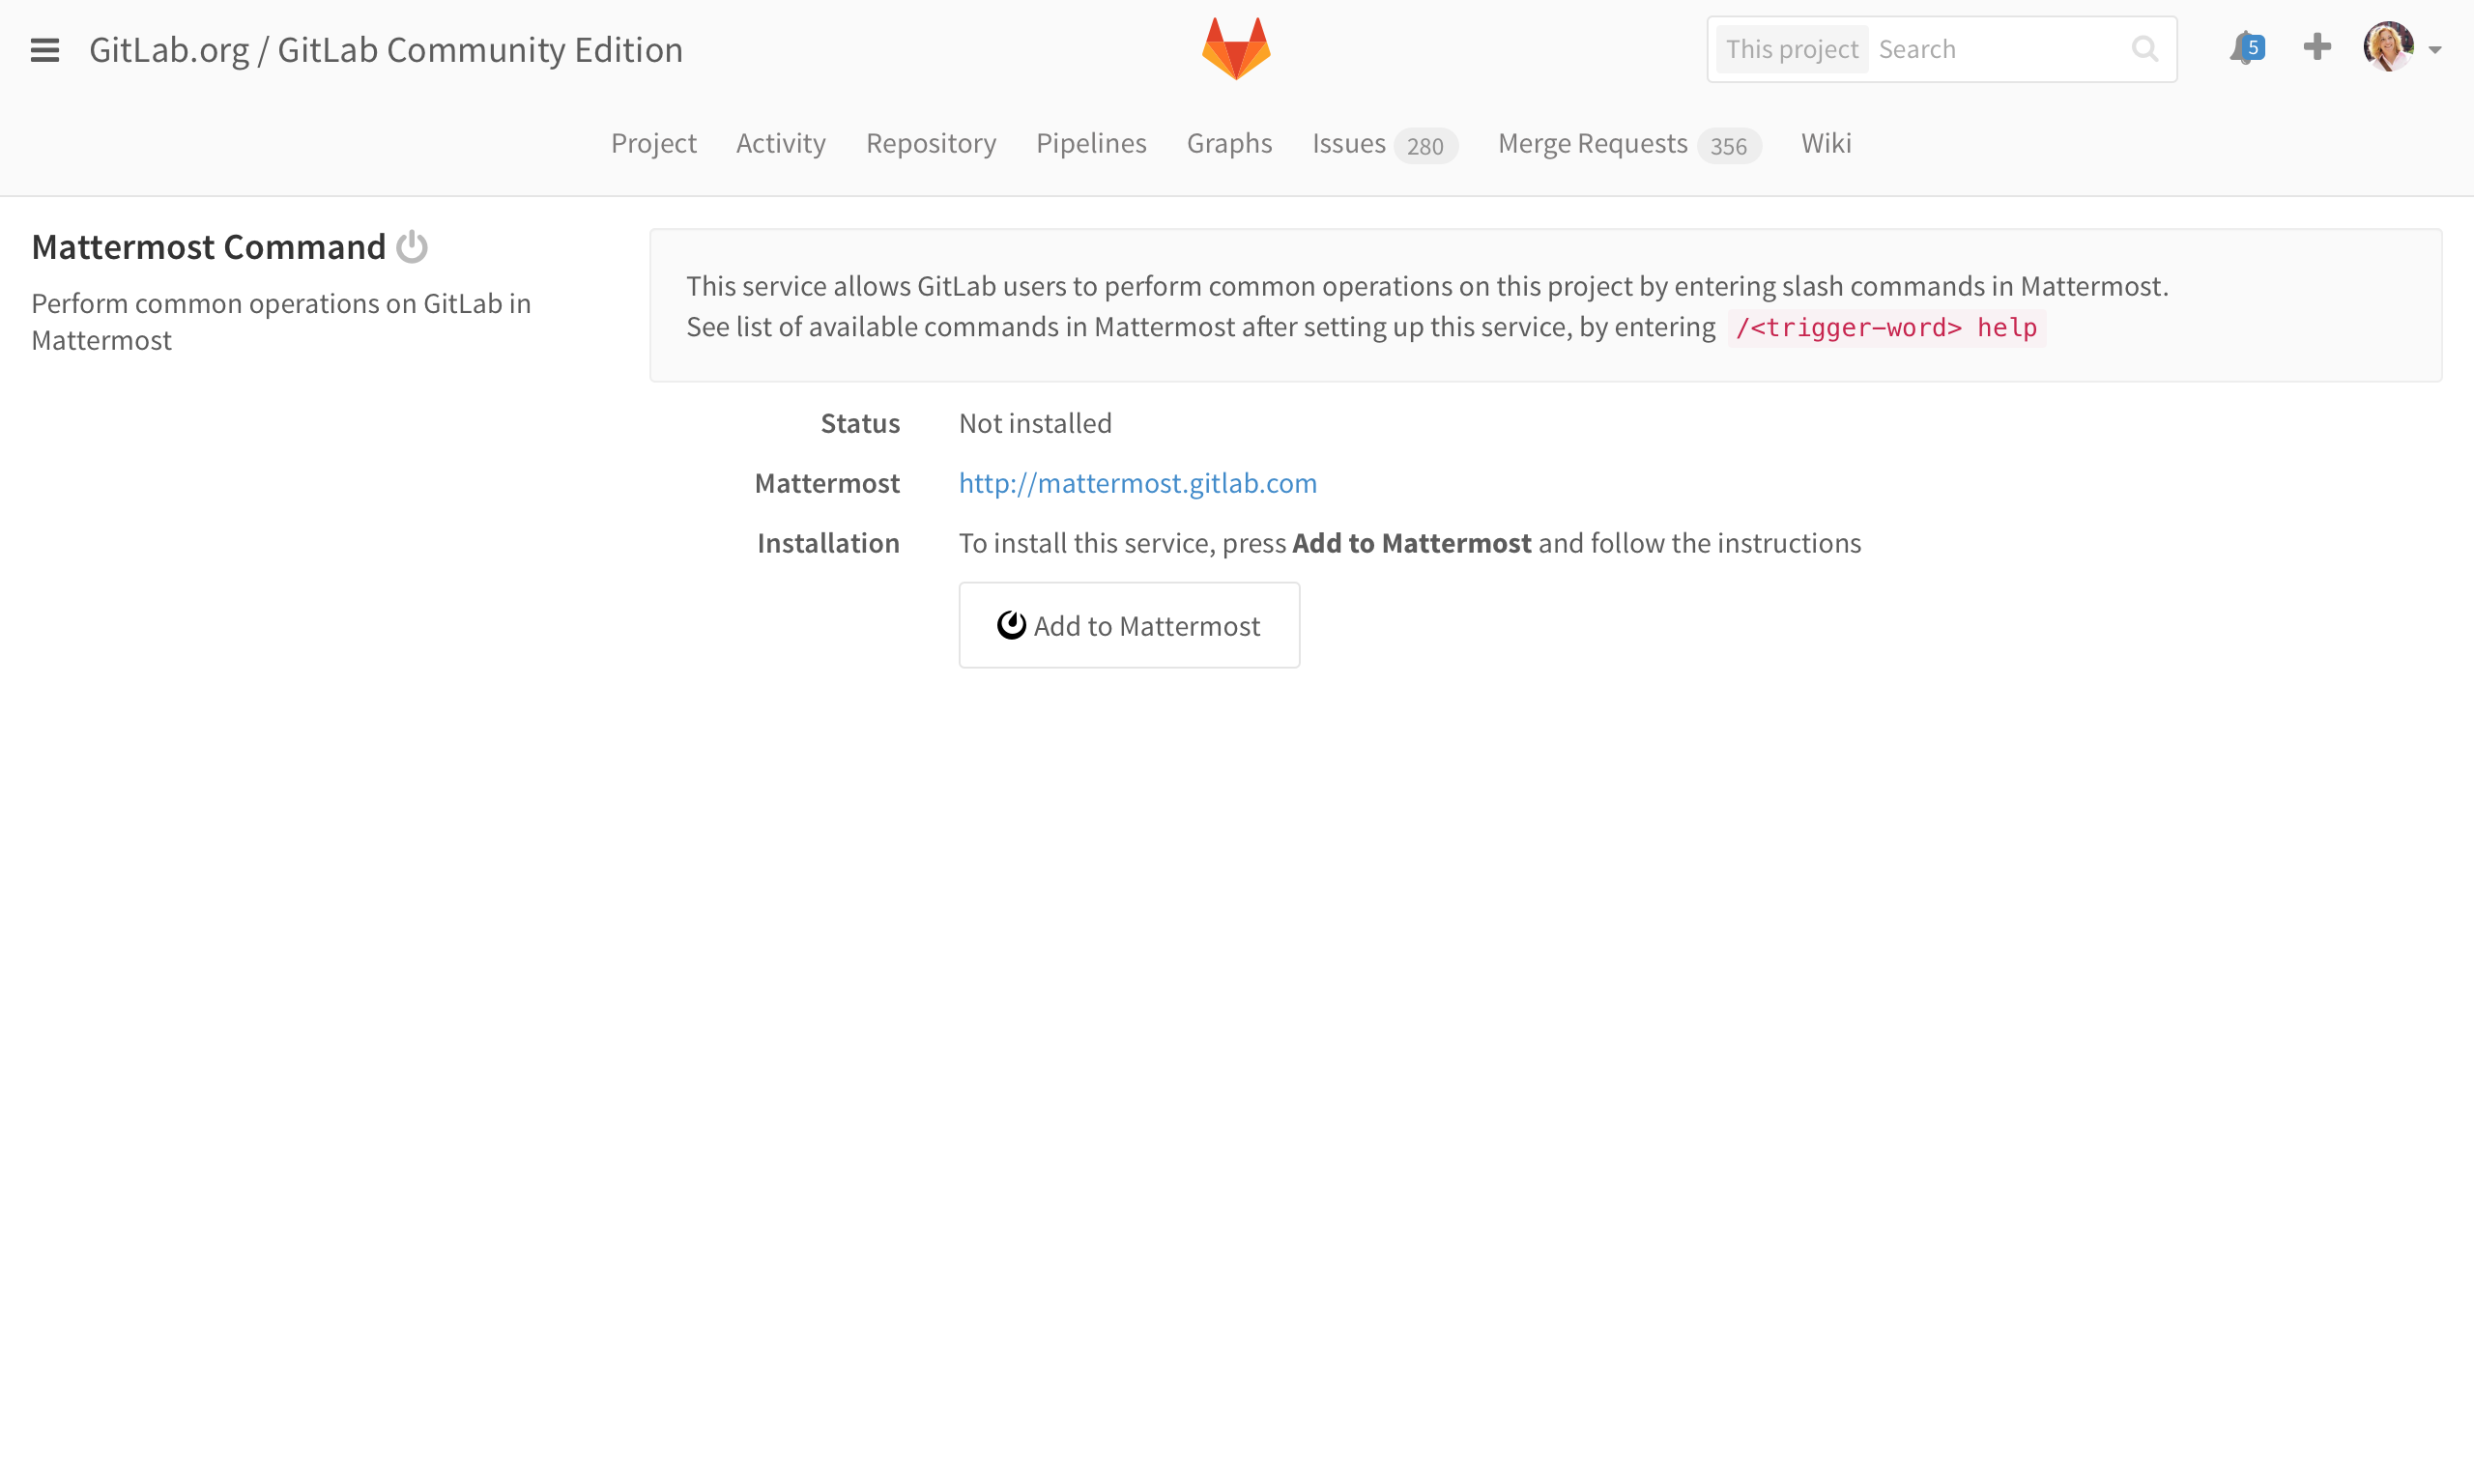 GitLab.org / GitLab Community Edition
This project Search
5
Project Activity Repository Pipelines Graphs Issues 280 Merge Requests 356 Wiki
Mattermost Command
Perform common operations on GitLab in
Mattermost
This service allows GitLab users to perform common operations on this project by entering slash commands in Mattermost.
See list of available commands in Mattermost after setting up this service, by entering /<trigger-word> help
Status Not installed
Mattermost http://mattermost.gitlab.com
Installation To install this service, press Add to Mattermost and follow the instructions
Add to Mattermost